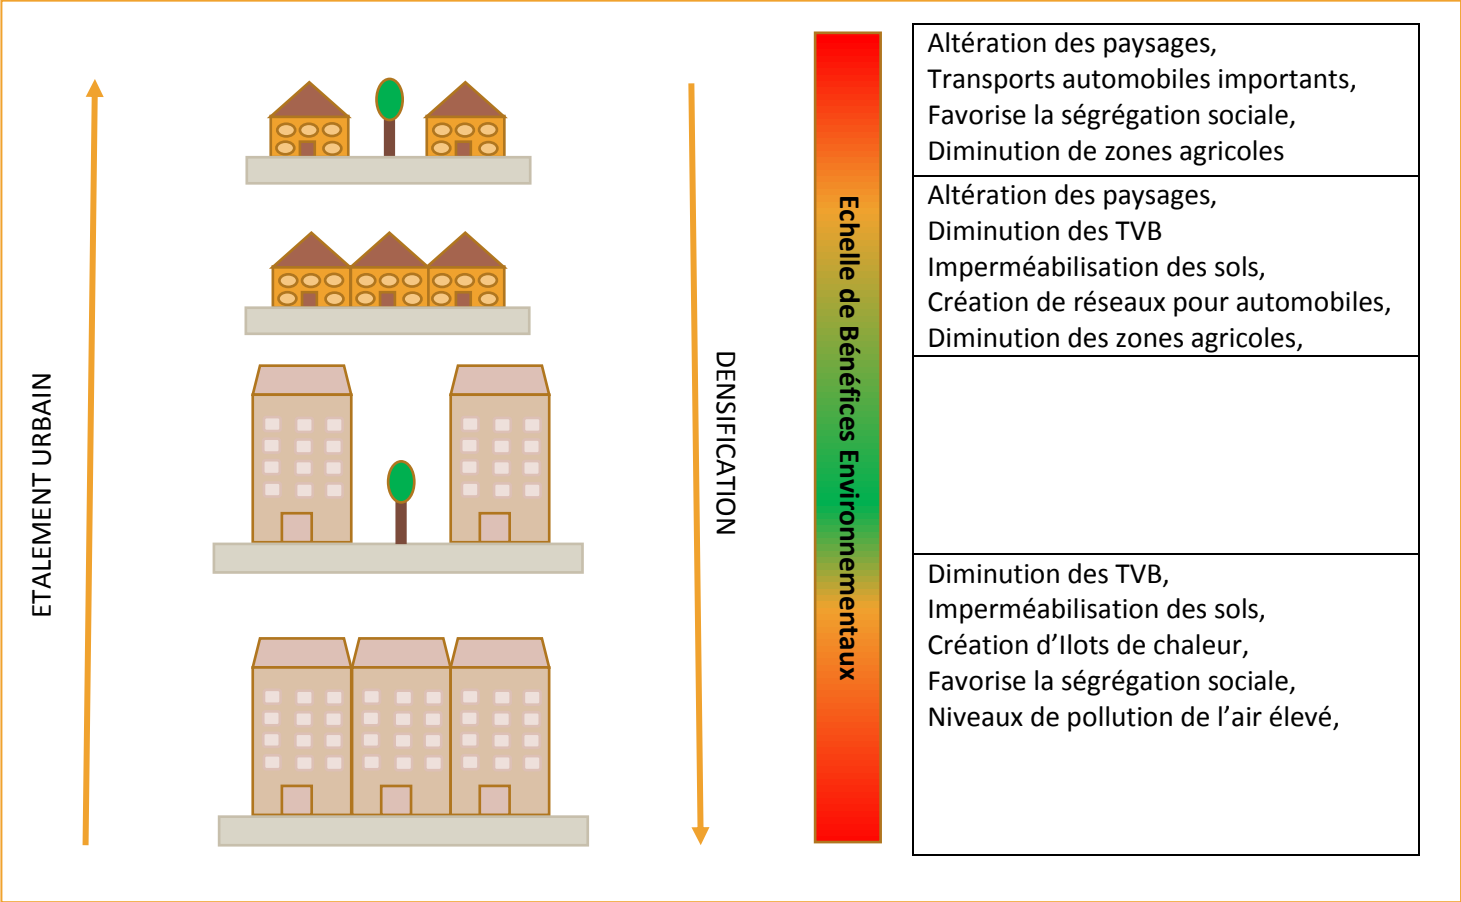 ETALEMENT URBAIN
DENSIFICATION
Echelle de Bénéfices Environnementaux
Altération des paysages,
Transports automobiles importants,
Favorise la ségrégation sociale,
Diminution de zones agricoles
Altération des paysages,
Diminution des TVB
Imperméabilisation des sols,
Création de réseaux pour automobiles,
Diminution des zones agricoles,
Diminution des TVB,
Imperméabilisation des sols,
Création d’Ilots de chaleur,
Favorise la ségrégation sociale,
Niveaux de pollution de l’air élevé,